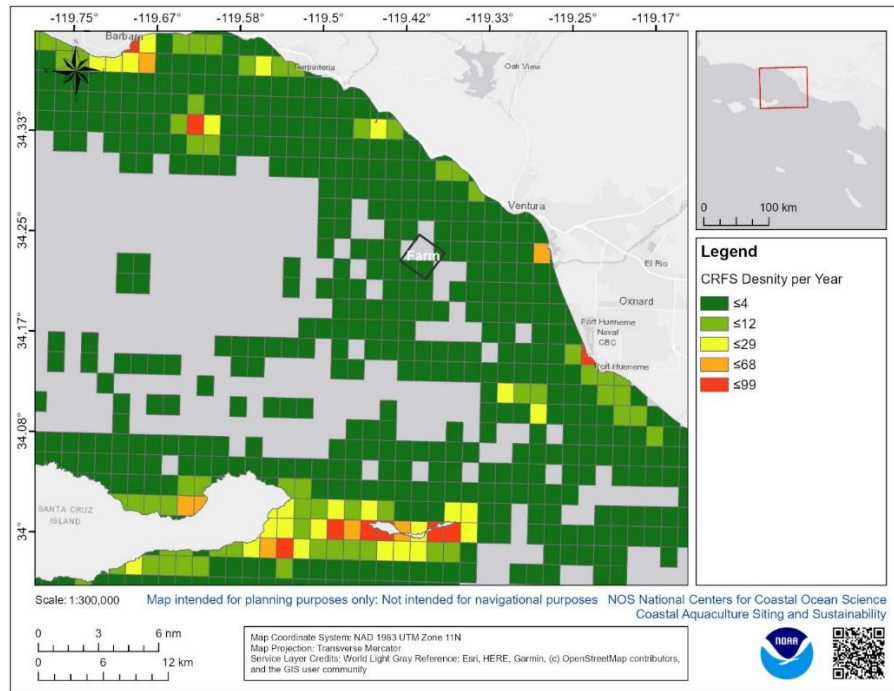 -119.75° -119.67° -119.58° -119.5° -119.42° -119.33° -119.25° -119.17°
Barbara
Carpinteria
Oak View
34.33°
Ventura
34.25°
Farm
El Rio
Oxnard
34.17°
Port Hueneme
Naval
CBC
Port Hueneme
34.08°
SANTA CRUZ
ISLAND
34°
0 100 km
Legend
CRFS Desnity per Year
≤4
≤12
≤29
≤68
≤99
Scale: 1:300,000
Map intended for planning purposes only: Not intended for navigational purposes
NOS National Centers for Coastal Ocean Science
Coastal Aquaculture Siting and Sustainability
0 3 6 nm
0 6 12 km
Map Coordinate System: NAD 1983 UTM Zone 11N
Map Projection: Transverse Mercator
Service Layer Credits: World Light Gray Reference: Esri, HERE, Garmin, (c) OpenStreetMap contributors,
and the GIS user community
NOAA